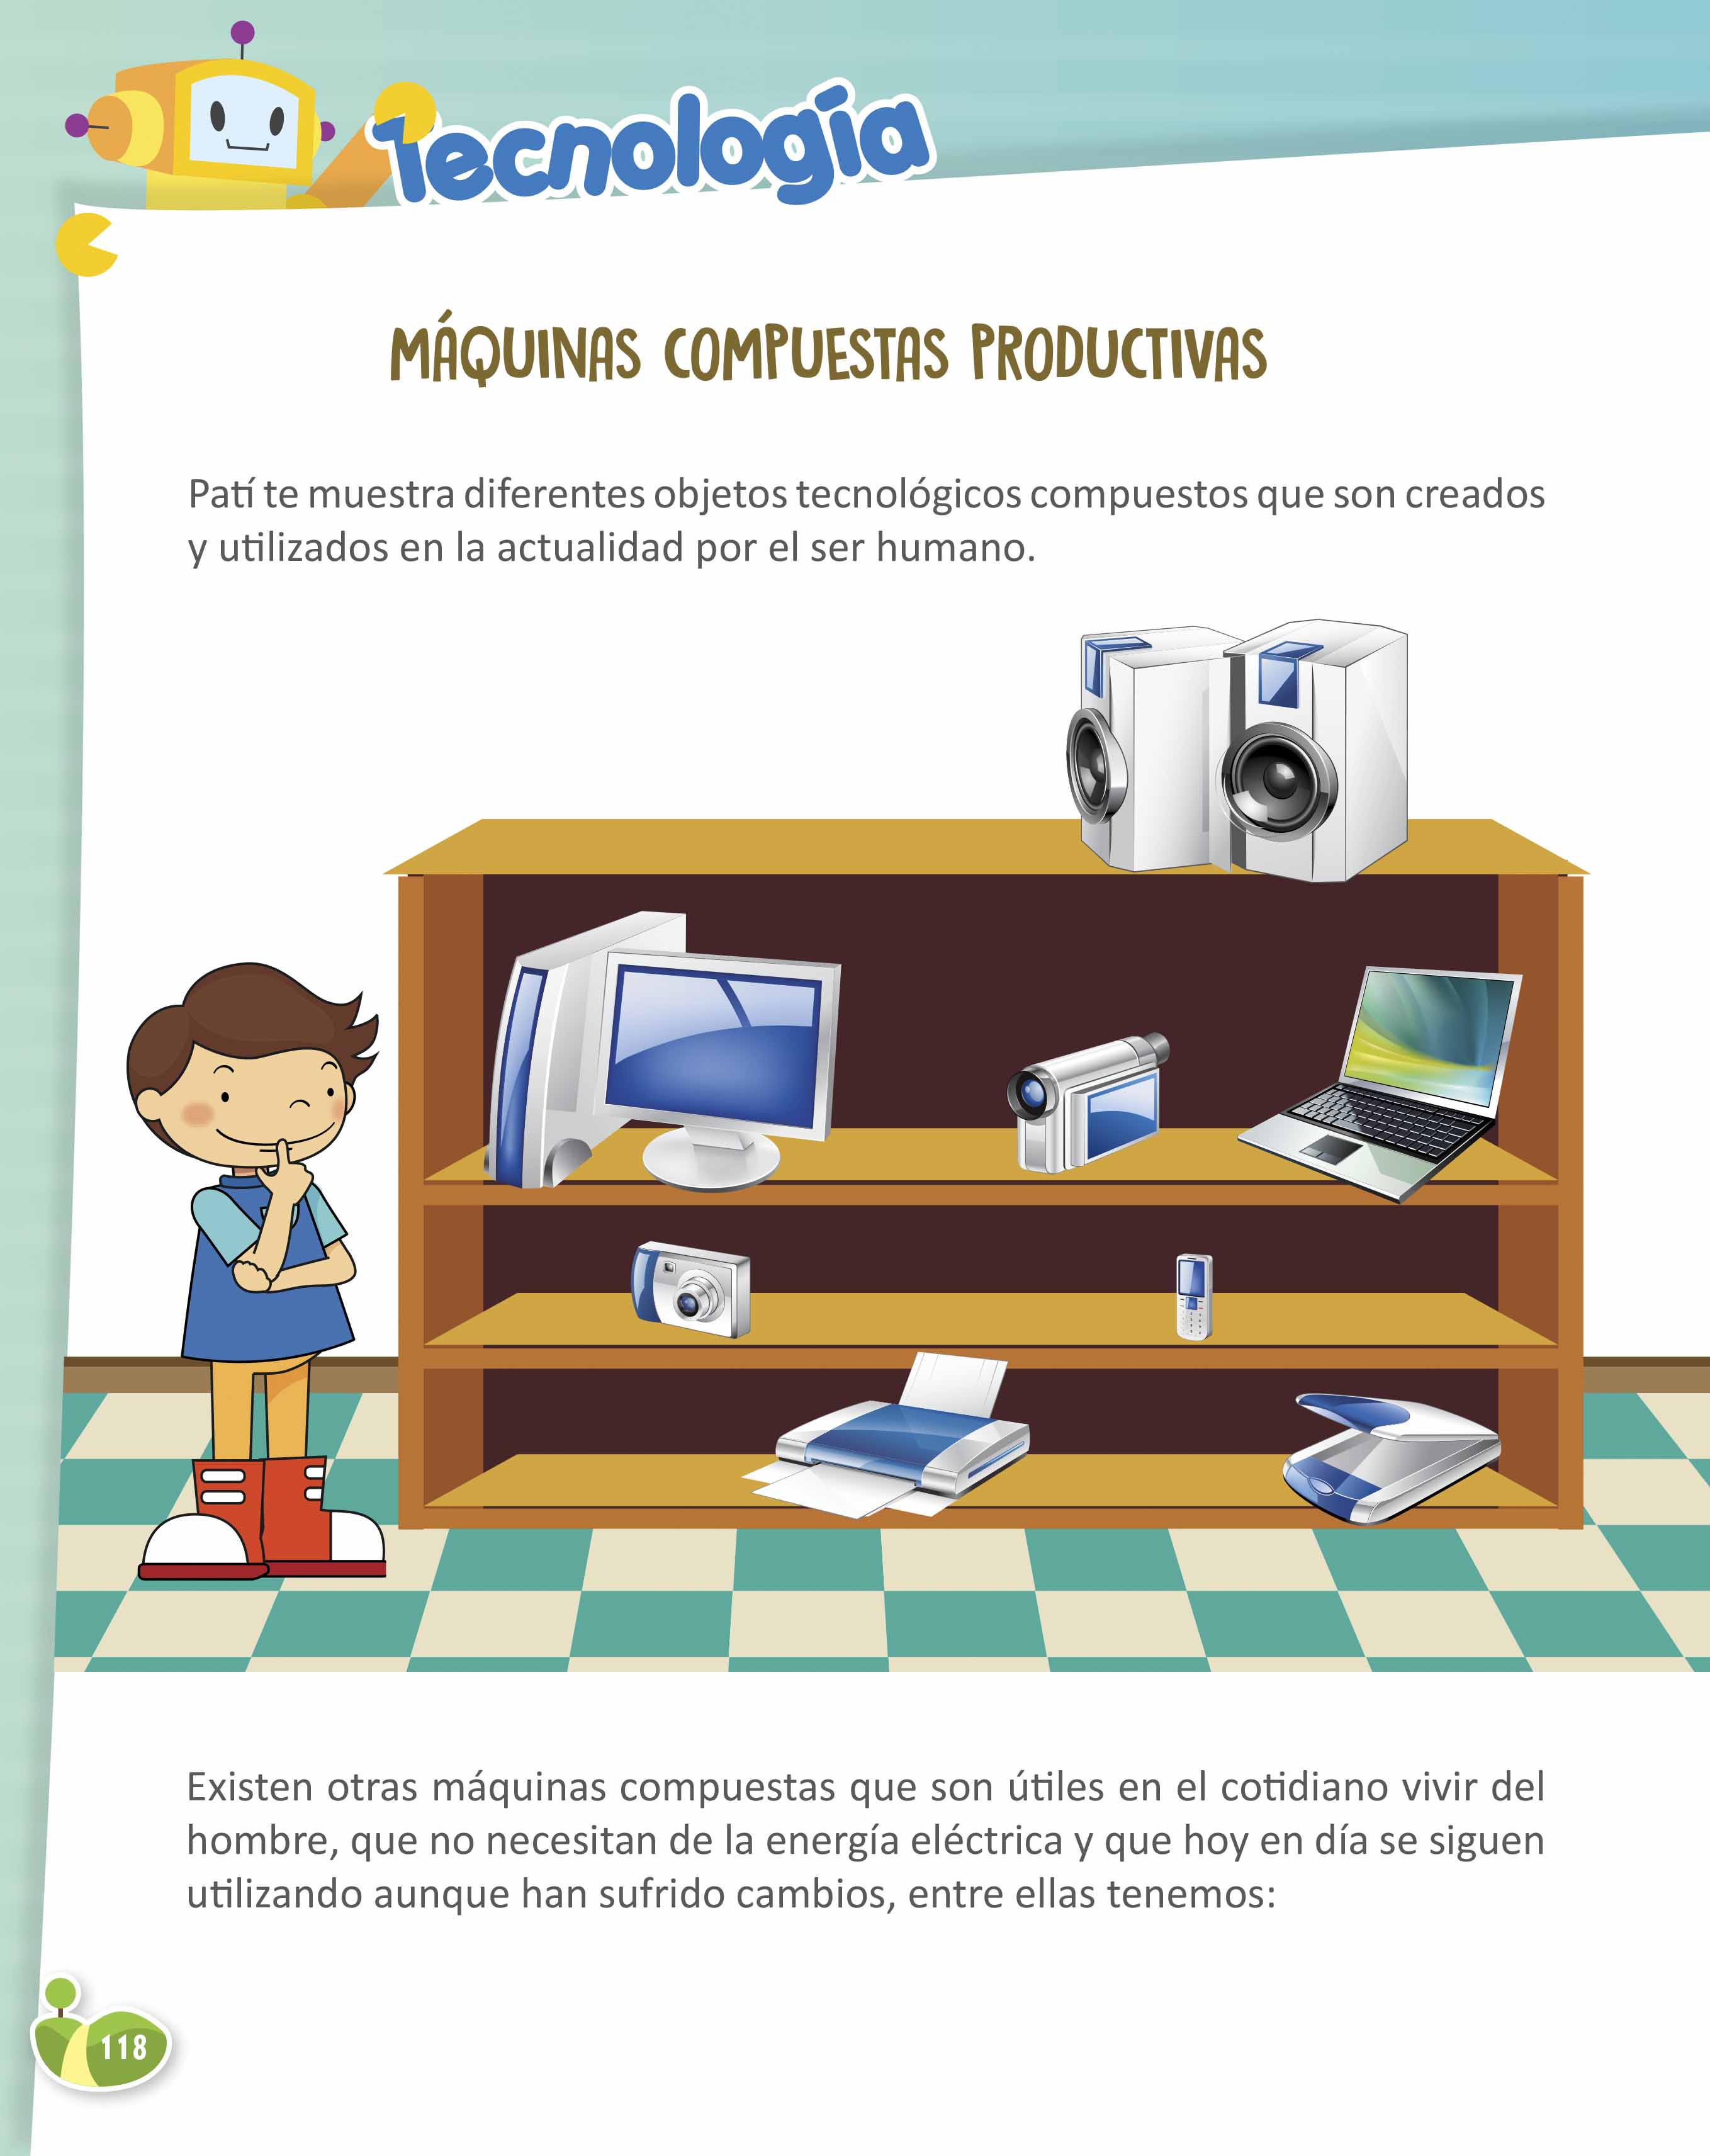 Tecnología
MÁQUINAS COMPUESTAS PRODUCTIVAS
Patí te muestra diferentes objetos tecnológicos compuestos que son creados
y utilizados en la actualidad por el ser humano.
Existen otras máquinas compuestas que son útiles en el cotidiano vivir del
hombre, que no necesitan de la energía eléctrica y que hoy en día se siguen
utilizando aunque han sufrido cambios, entre ellas tenemos:
118